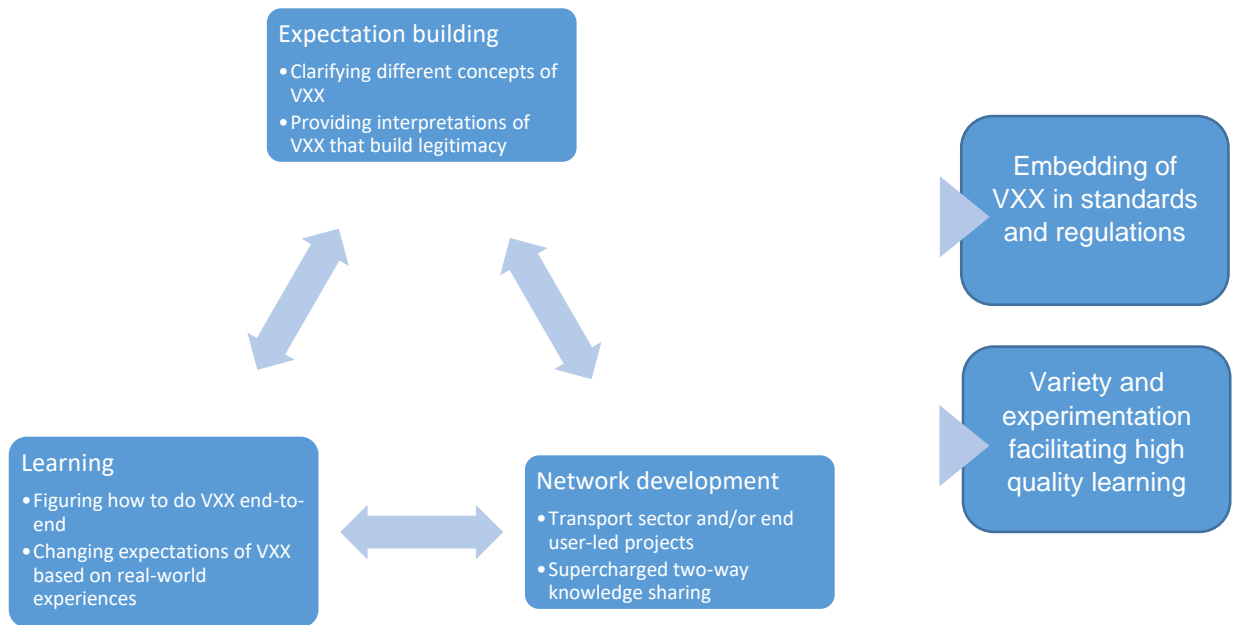 Expectation building
•Clarifying different concepts of
VXX
•Providing interpretations of
VXX that build legitimacy
Embedding of
VXX in standards
and regulations
Variety and
experimentation
facilitating high
quality learning
Learning
•Figuring how to do VXX end-to-
end
•Changing expectations of VXX
based on real-world
experiences
Network development
•Transport sector and/or end
user-led projects
•Supercharged two-way
knowledge sharing